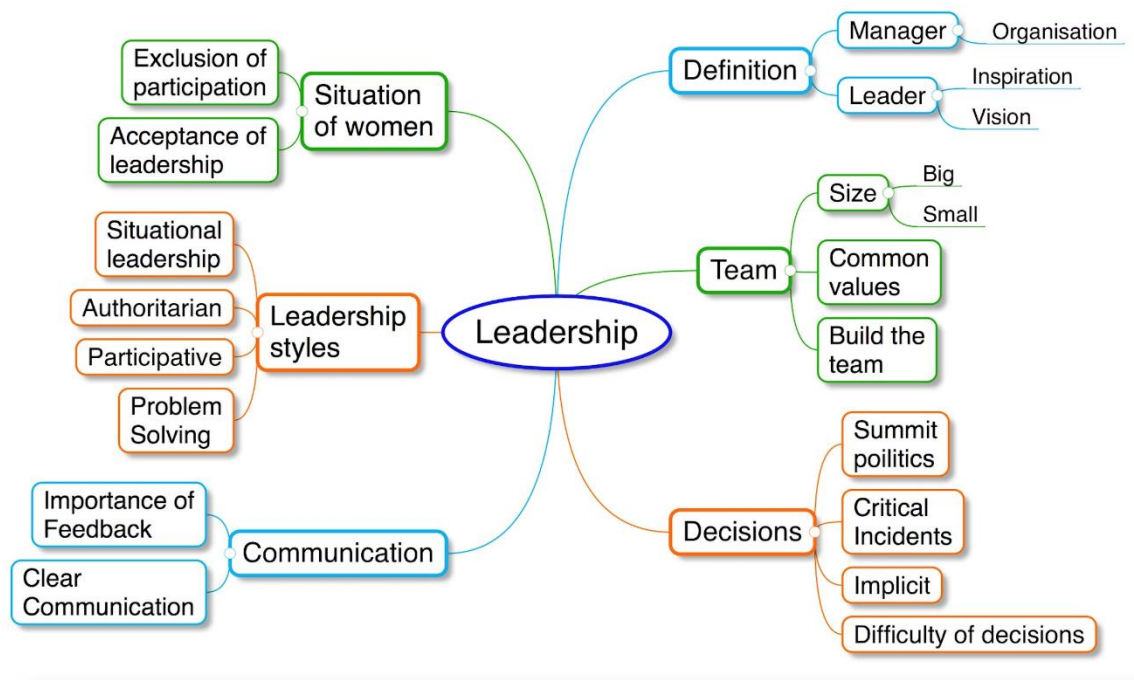 Leadership
Definition
Manager
Organisation
Leader
Inspiration
Vision
Team
Size
Big
Small
Common
values
Build the
team
Decisions
Summit
poilitics
Critical
Incidents
Implicit
Difficulty of decisions
Situation
of women
Exclusion of
participation
Acceptance of
leadership
Leadership
styles
Situational
leadership
Authoritarian
Participative
Problem
Solving
Communication
Importance of
Feedback
Clear
Communication